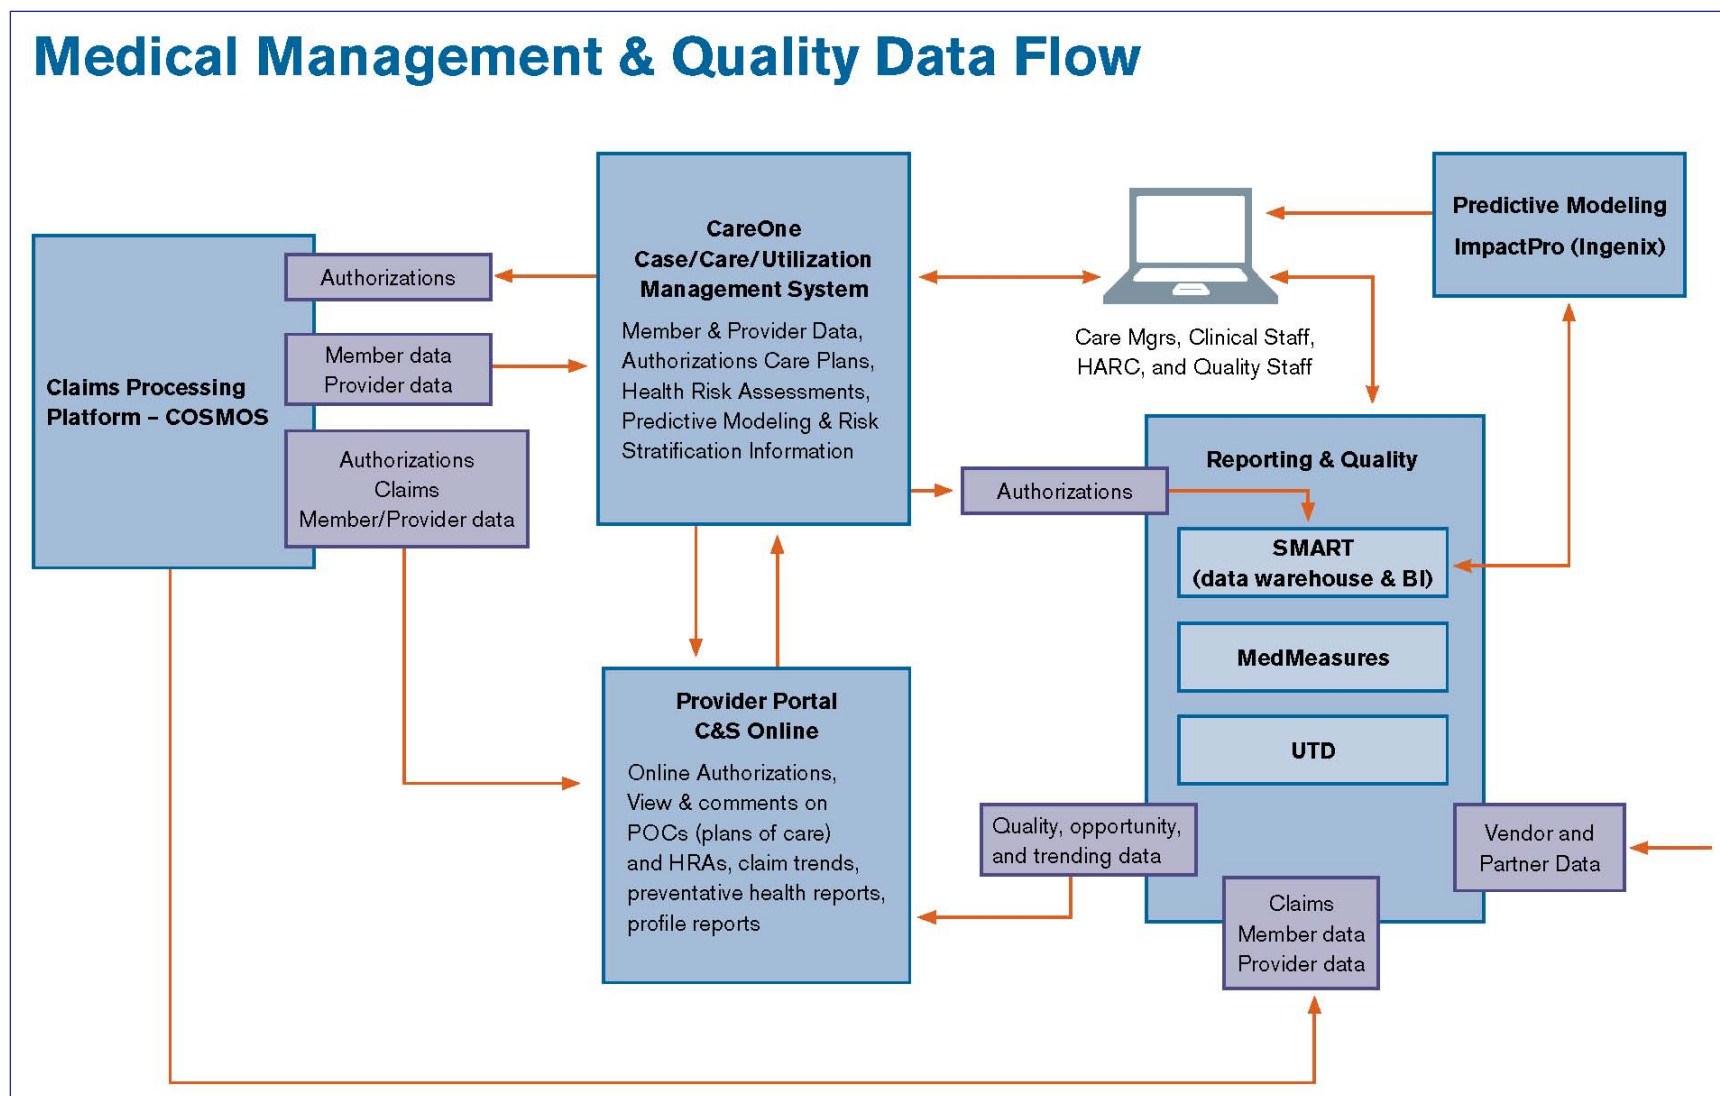 Medical Management & Quality Data Flow
Claims Processing
Platform – COSMOS
Authorizations
Member data
Provider data
Authorizations
Claims
Member/Provider data
CareOne
Case/Care/Utilization
Management System
Member & Provider Data,
Authorizations Care Plans,
Health Risk Assessments,
Predictive Modeling & Risk
Stratification Information
Care Mgrs, Clinical Staff,
HARC, and Quality Staff
Predictive Modeling
ImpactPro (Ingenix)
Authorizations
Reporting & Quality
SMART
(data warehouse & BI)
MedMeasures
UTD
Provider Portal
C&S Online
Online Authorizations,
View & comments on
POCs (plans of care)
and HRAs, claim trends,
preventative health reports,
profile reports
Quality, opportunity,
and trending data
Vendor and
Partner Data
Claims
Member data
Provider data